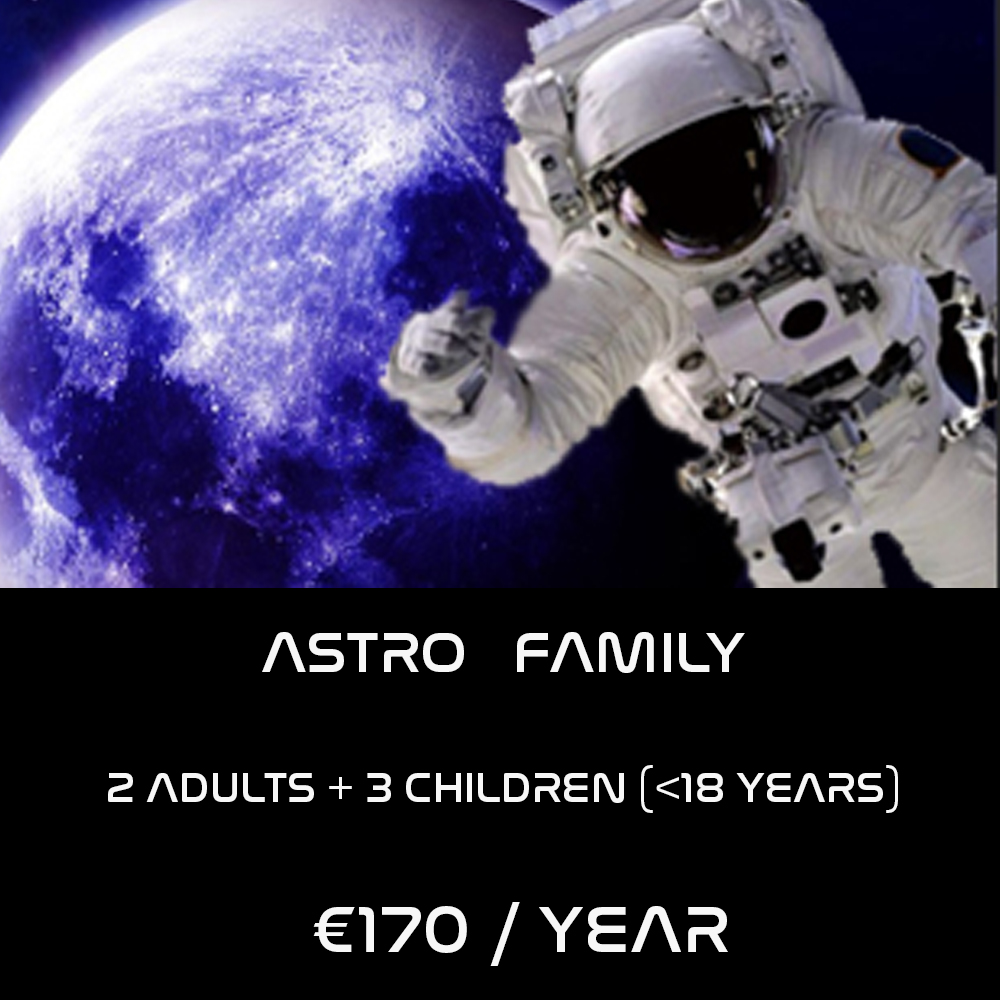 ASTRO FAMILY
2 ADULTS + 3 CHILDREN (<18 YEARS)
€170 / YEAR